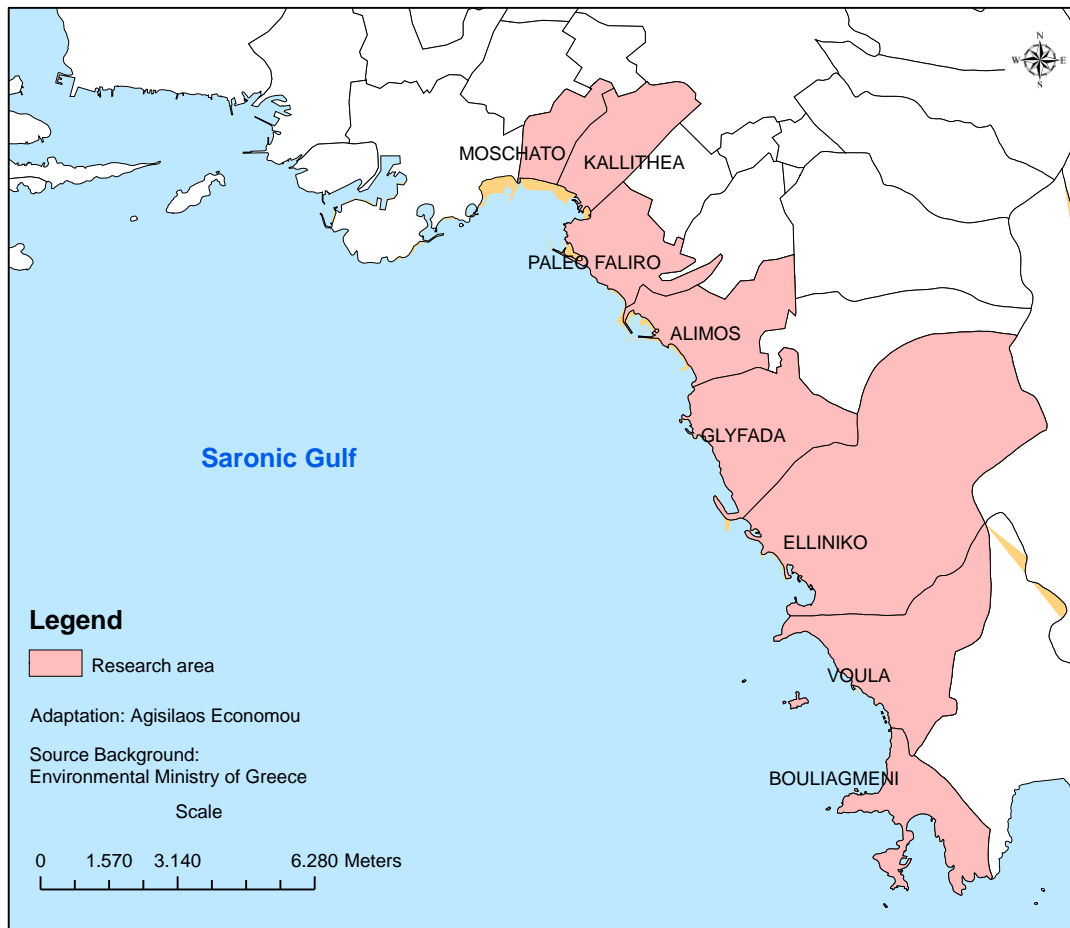 N
W E
S
MOSCHATO
KALLITHEA
PALEO FALIRO
ALIMOS
GLYFADA
Saronic Gulf
ELLINIKO
VOULA
BOULIAGMENI
Legend
Research area
Adaptation: Agisilaos Economou
Source Background:
Environmental Ministry of Greece
Scale
0 1.570 3.140 6.280 Meters